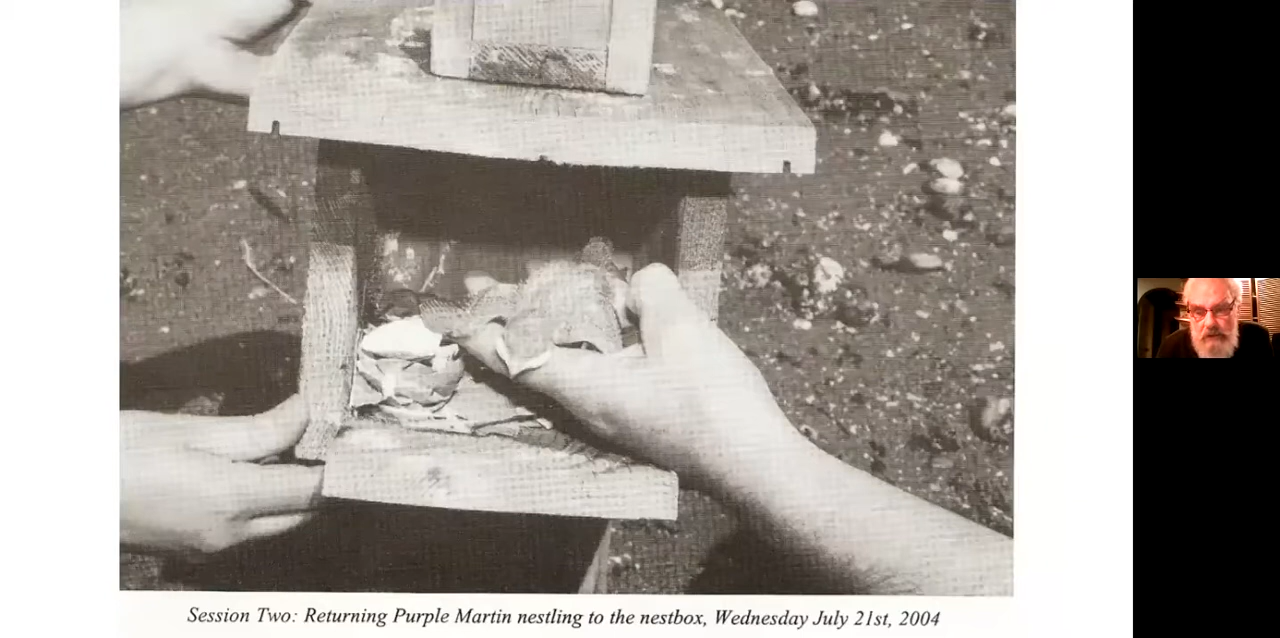 Session Two: Returning Purple Martin nestling to the nestbox, Wednesday July 21st, 2004